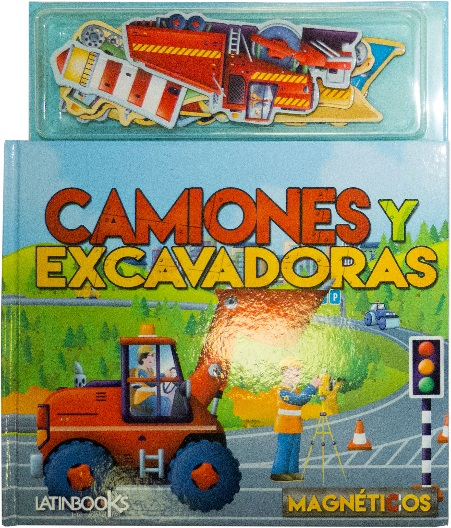 CAMIONES Y
EXCAVADORAS
P
LATINBOOKS
MAGNÉTICOS